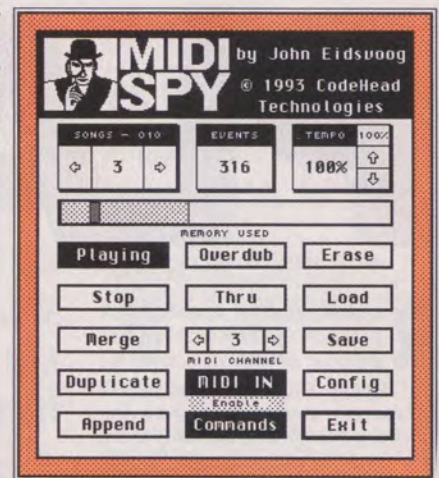 MIDI SPY
by John Eidsvoog
© 1993 CodeHead Technologies
SONGS – 010
EVENTS
TEMPO 100%
3
316
100%
MEMORY USED
Playing Overdub Erase
Stop Thru Load
Merge 3 Save
MIDI CHANNEL
Duplicate MIDI IN Config
Enable
Append Commands Exit